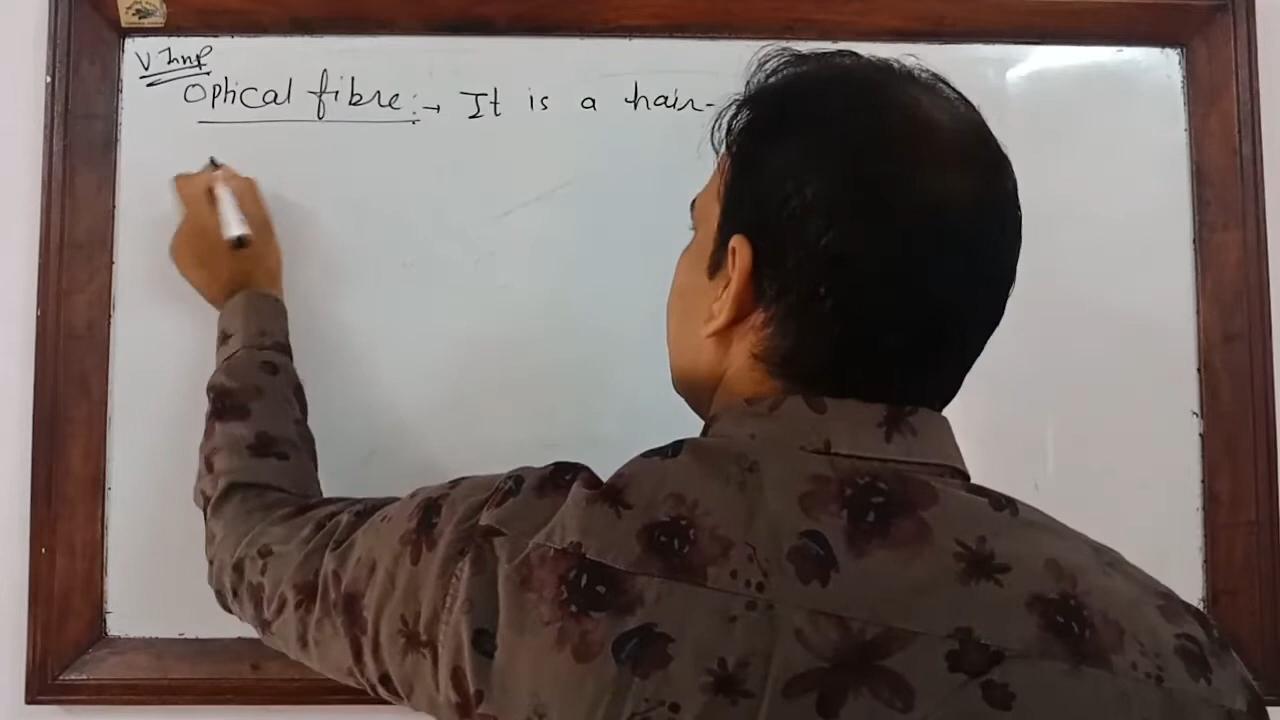 V. Imp
Optical fibre :→ It is a hair-